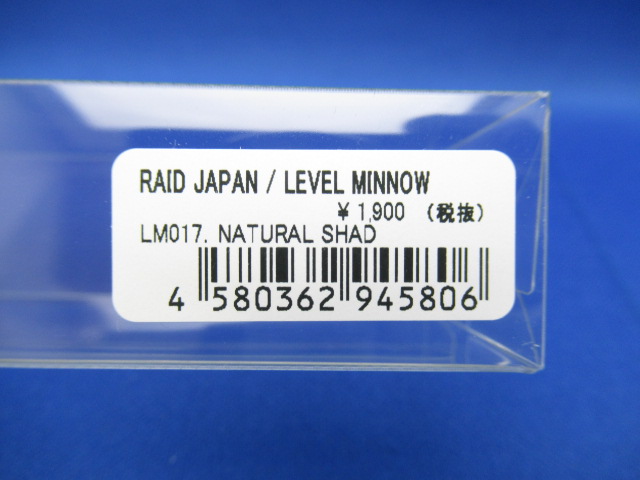 RAID JAPAN / LEVEL MINNOW
¥ 1,900 (税抜)
LM017. NATURAL SHAD
4 580362 945806